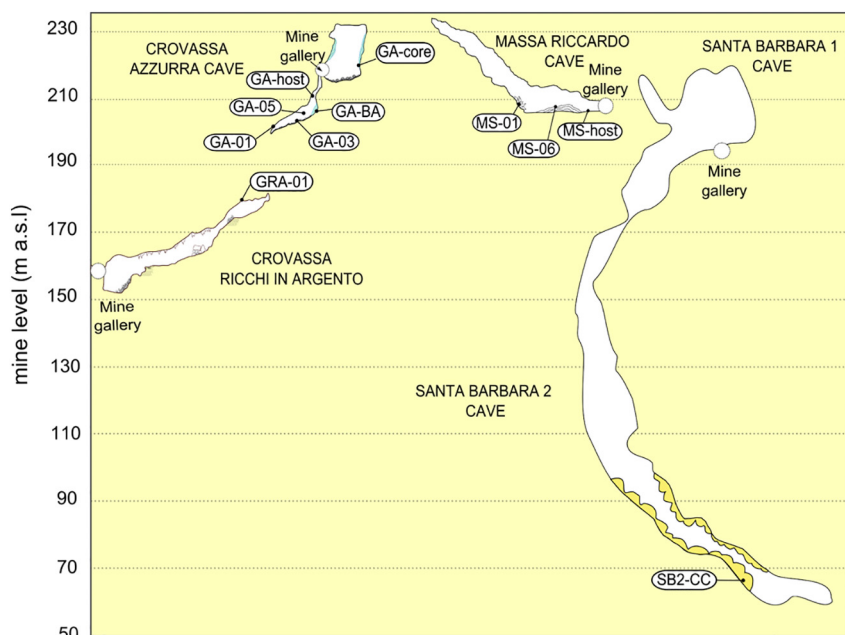 230
210
190
170
150
130
110
90
70
50
mine level (m a.s.l)
CROVASSA
AZZURRA CAVE
Mine
gallery
GA-core
GA-host
GA-05
GA-BA
GA-01
GA-03
MASSA RICCARDO
CAVE
Mine
gallery
MS-01
MS-06
MS-host
SANTA BARBARA 1
CAVE
Mine
gallery
GRA-01
CROVASSA
RICCHI IN ARGENTO
Mine
gallery
SANTA BARBARA 2
CAVE
SB2-CC